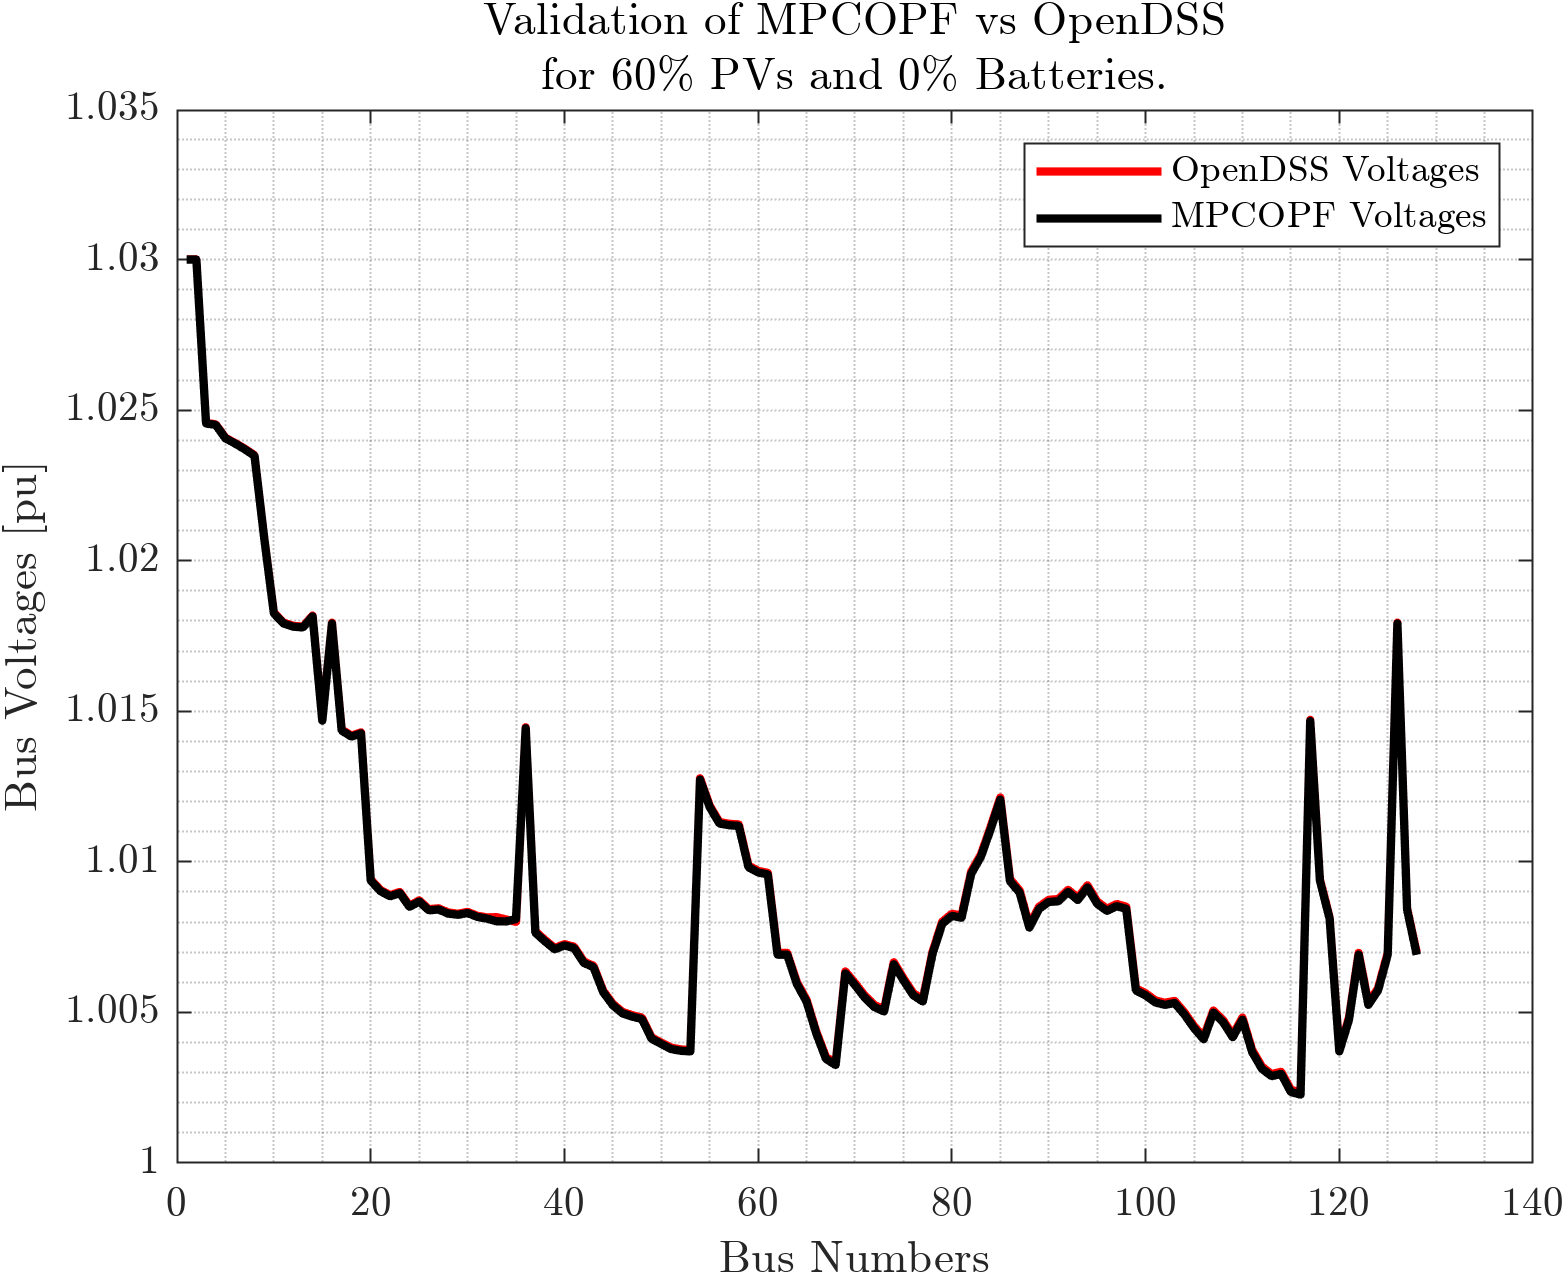 Validation of MPCOPF vs OpenDSS
for 60% PVs and 0% Batteries.
1.035
1.03
1.025
1.02
1.015
1.01
1.005
1
Bus Voltages [pu]
OpenDSS Voltages
MPCOPF Voltages
0 20 40 60 80 100 120 140
Bus Numbers